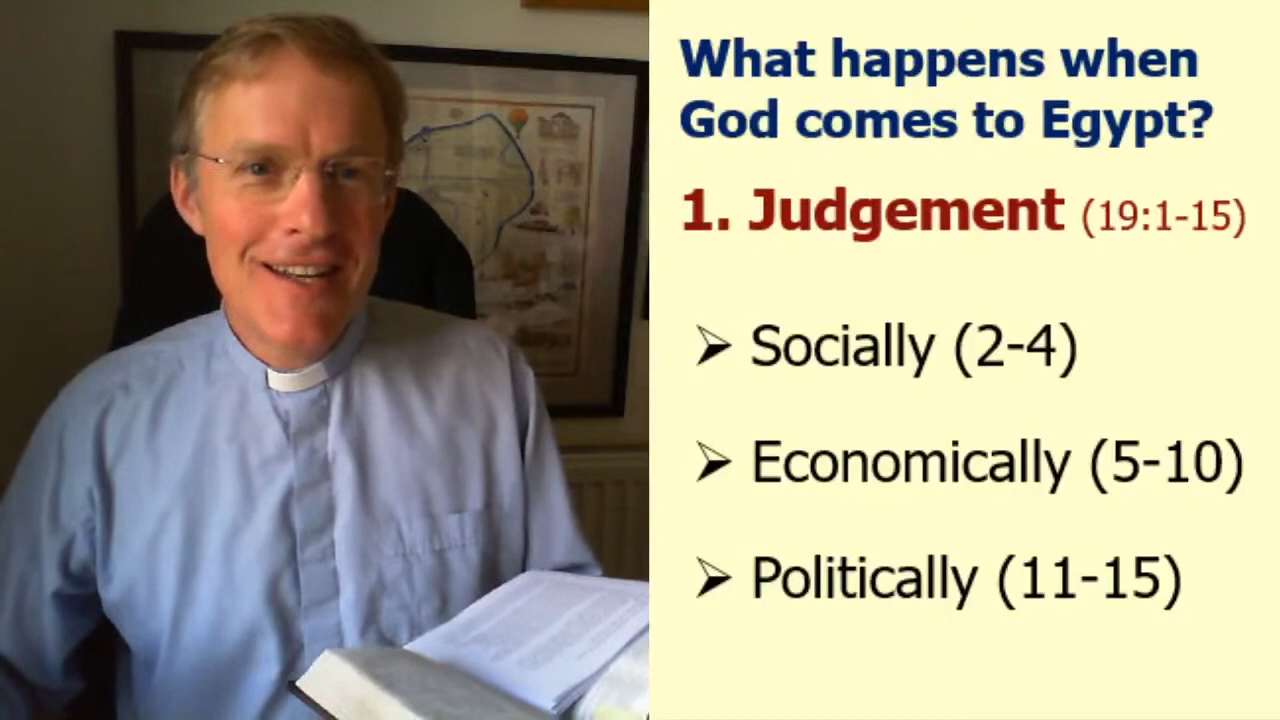 What happens when
God comes to Egypt?
1. Judgement (19:1-15)
➢ Socially (2-4)
➢ Economically (5-10)
➢ Politically (11-15)